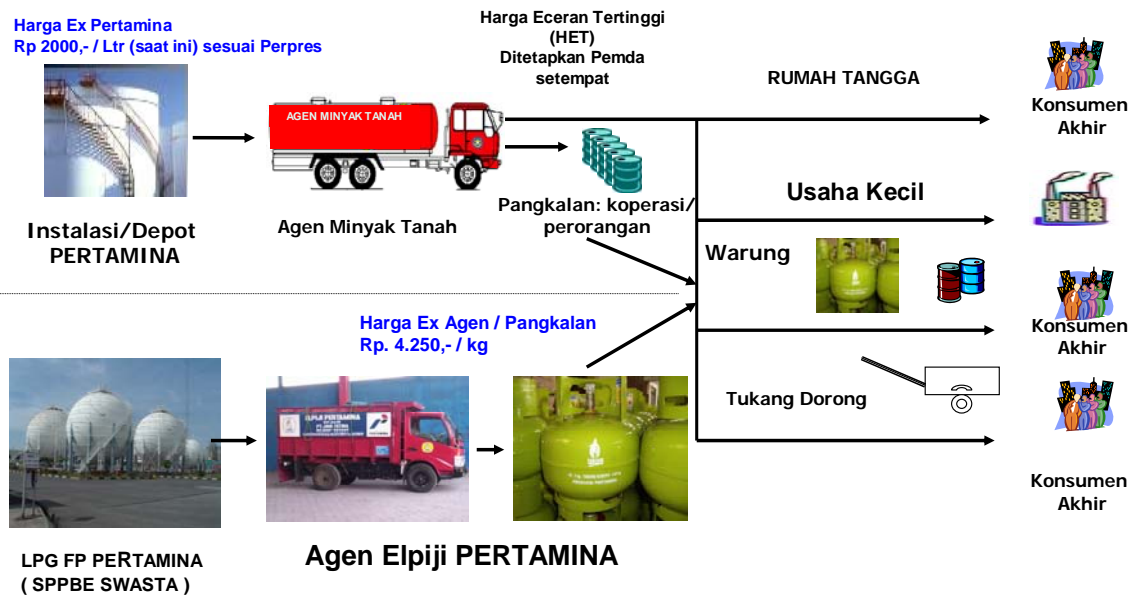 Harga Ex Pertamina
Rp 2000,- / Ltr (saat ini) sesuai Perpres
Harga Eceran Tertinggi
(HET)
Ditetapkan Pemda
setempat
RUMAH TANGGA
AGEN MINYAK TANAH
Konsumen
Akhir
Instalasi/Depot
PERTAMINA
Agen Minyak Tanah
Pangkalan: koperasi/
perorangan
Usaha Kecil
Warung
Harga Ex Agen / Pangkalan
Rp. 4.250,- / kg
Konsumen
Akhir
Tukang Dorong
ELPIJI PERTAMINA
LPG FP PERTAMINA
( SPPBE SWASTA )
Agen Elpiji PERTAMINA
Konsumen
Akhir